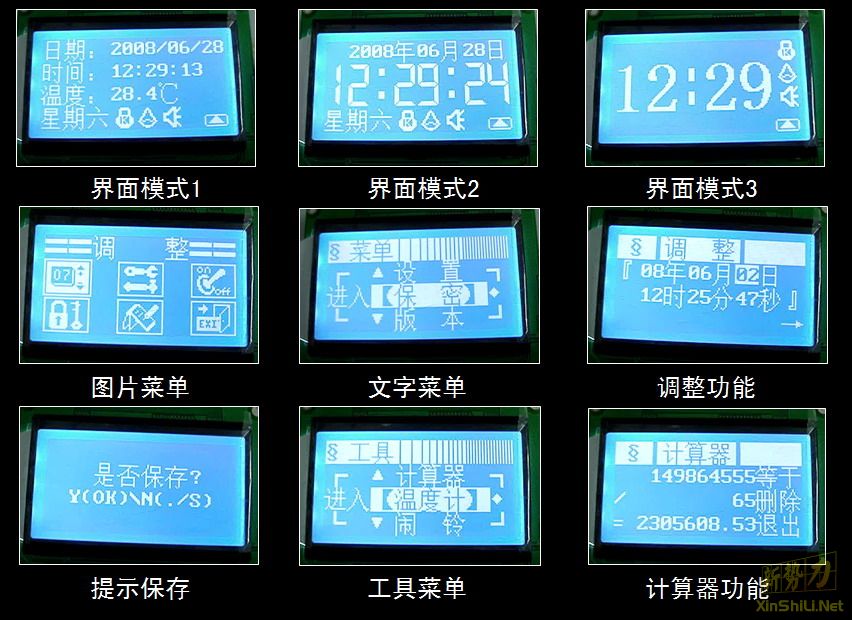 日期: 2008/06/28
时间: 12:29:13
温度: 28.4℃
星期六
界面模式1
2008年06月28日
12:29:24
星期六
界面模式2
12:29
界面模式3
调 整
07
on
off
EXI
图片菜单
§ 菜单
设 置
进入 保 密
版 本
文字菜单
§ 调 整
『 08年06月02日
12时25分47秒 』
→
调整功能
是否保存?
Y(OK)\N(./S)
提示保存
§ 工具
计算器
进入 温度计
闹 铃
工具菜单
§ 计算器
149864555等于
/ 65删除
= 2305608.53退出
计算器功能
新势力
XinShiLi.Net